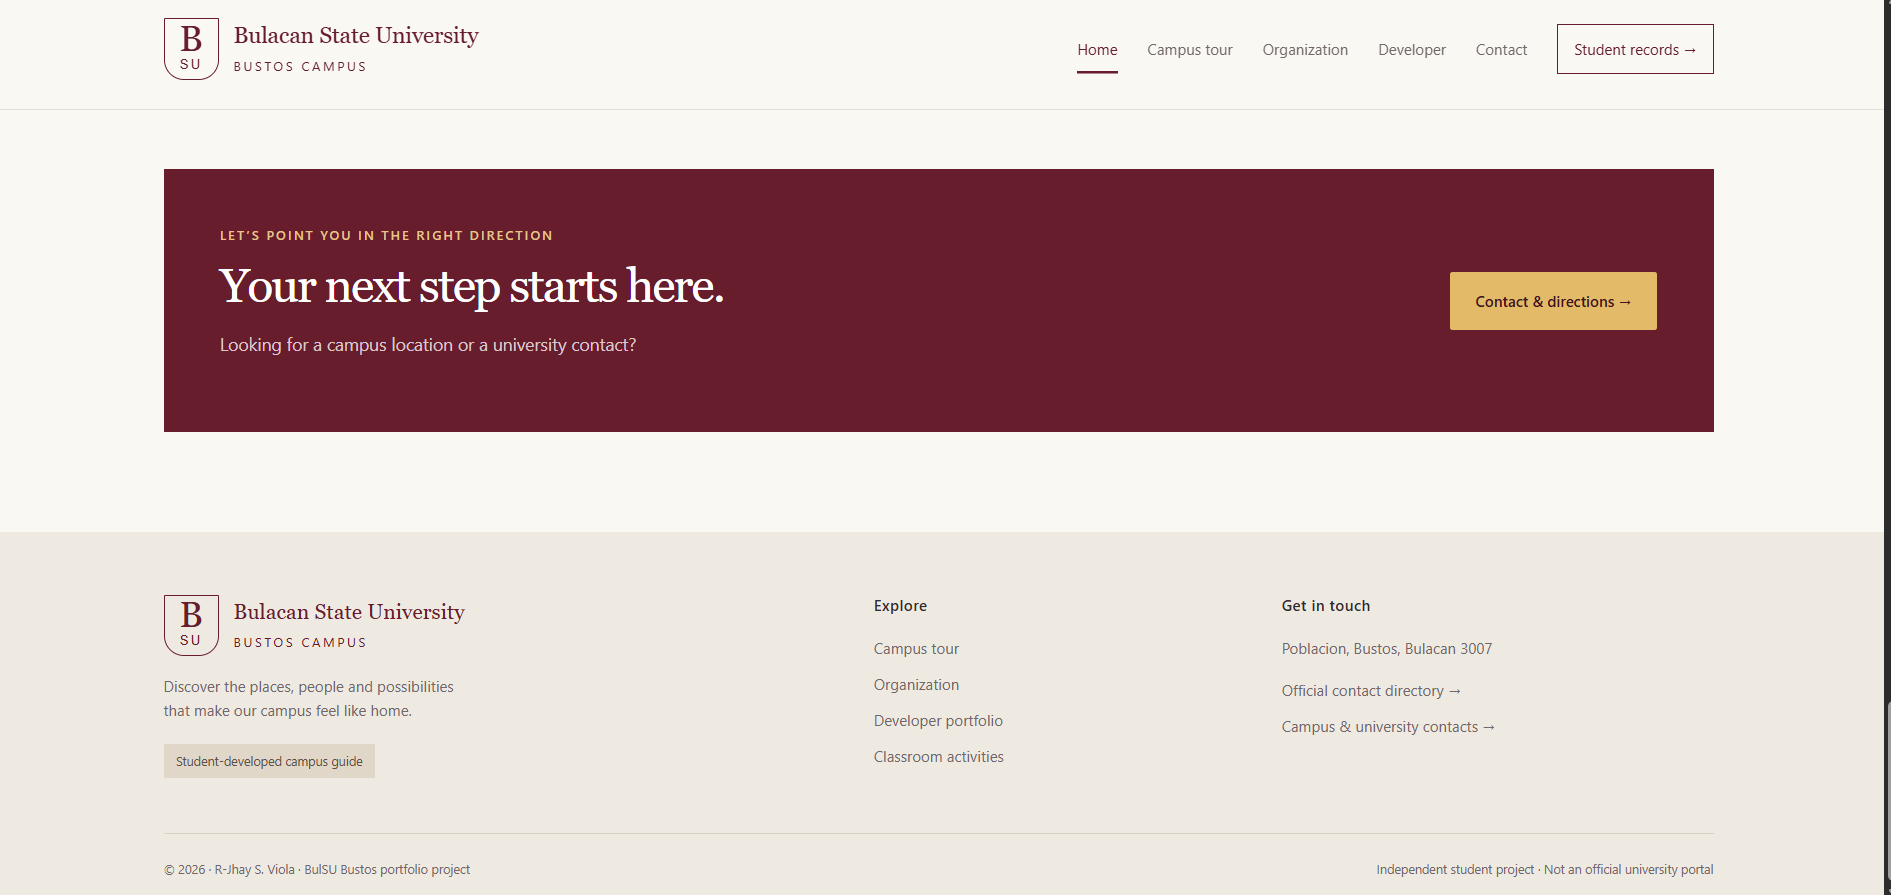 B
SU
Bulacan State University
BUSTOS CAMPUS
Home
Campus tour
Organization
Developer
Contact
Student records →
LET’S POINT YOU IN THE RIGHT DIRECTION
Your next step starts here.
Looking for a campus location or a university contact?
Contact & directions →
B
SU
Bulacan State University
BUSTOS CAMPUS
Discover the places, people and possibilities
that make our campus feel like home.
Student-developed campus guide
Explore
Campus tour
Organization
Developer portfolio
Classroom activities
Get in touch
Poblacion, Bustos, Bulacan 3007
Official contact directory →
Campus & university contacts →
© 2026 · R-Jhay S. Viola · BulSU Bustos portfolio project
Independent student project · Not an official university portal